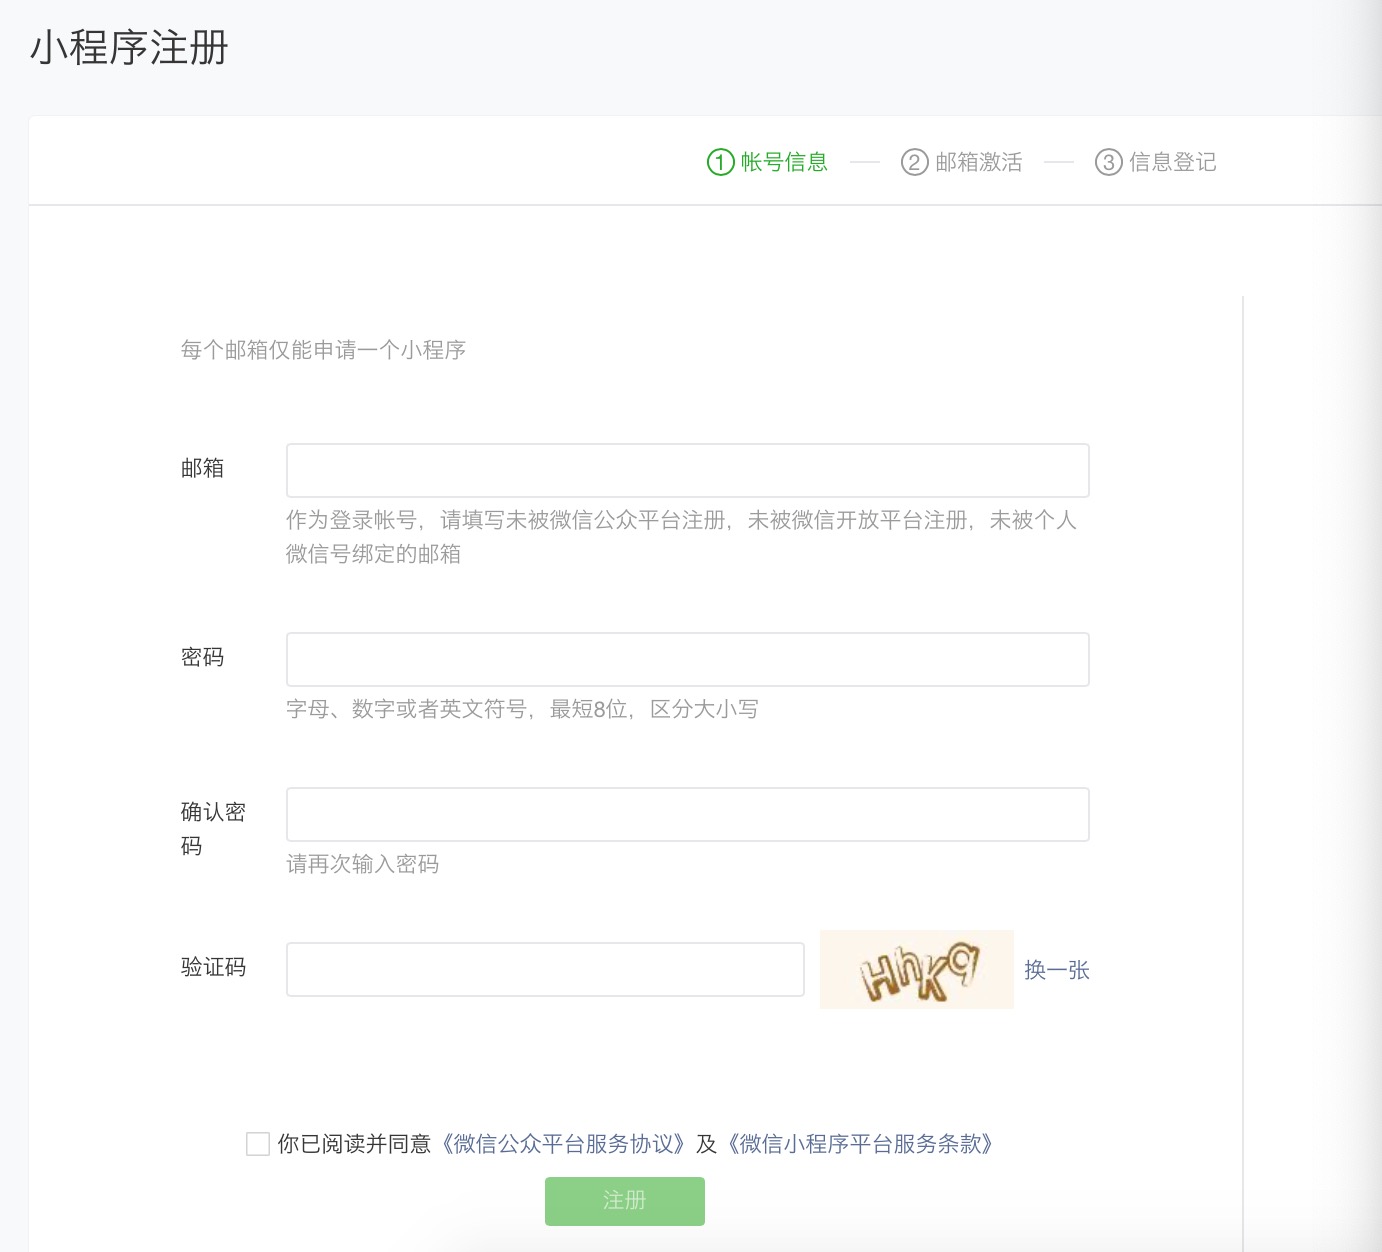 小程序注册
① 帐号信息 — ② 邮箱激活 — ③ 信息登记
每个邮箱仅能申请一个小程序
邮箱
作为登录帐号，请填写未被微信公众平台注册，未被微信开放平台注册，未被个人
微信号绑定的邮箱
密码
字母、数字或者英文符号，最短8位，区分大小写
确认密
码
请再次输入密码
验证码
HhKq 换一张
你已阅读并同意《微信公众平台服务协议》及《微信小程序平台服务条款》
注册